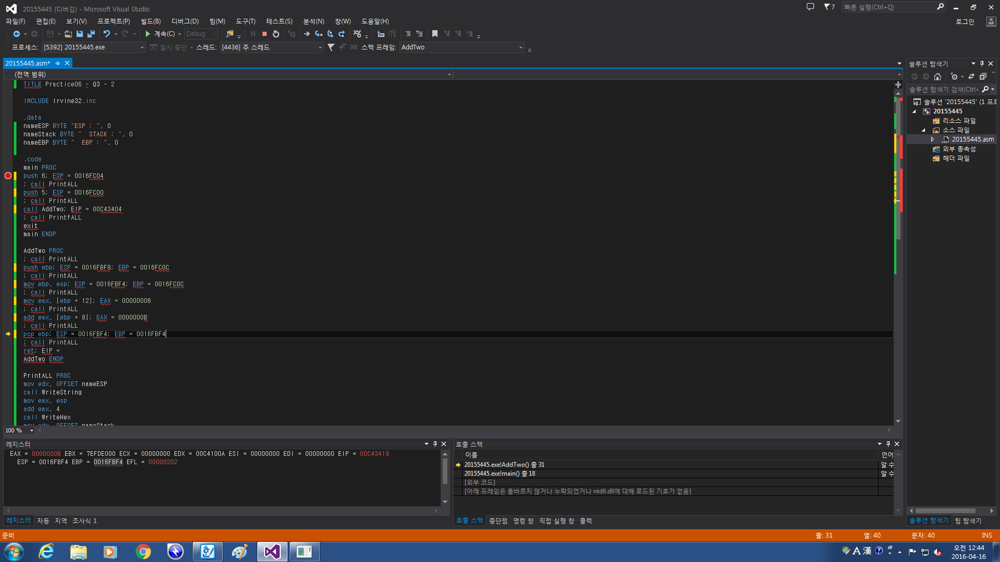 20155445 (디버깅) - Microsoft Visual Studio
7
빠른 실행(Ctrl+Q)
파일(F) 편집(E) 보기(V) 프로젝트(P) 빌드(B) 디버그(D) 팀(M) 도구(T) 테스트(S) 분석(N) 창(W) 도움말(H)
로그인
계속(C) Debug
프로세스: [5392] 20155445.exe 일시 중단 스레드: [4436] 주 스레드 스택 프레임: AddTwo
20155445.asm*
(전역 범위)
TITLE Practice06 - Q3 - 2
INCLUDE Irvine32.inc
.data
nameESP BYTE "ESP : ", 0
nameStack BYTE "  STACK : ", 0
nameEBP BYTE "  EBP : ", 0
.code
main PROC
push 6; ESP = 0016FC04
; call PrintALL
push 5; ESP = 0016FC00
; call PrintALL
call AddTwo; EIP = 00C43404
; call PrintfALL
exit
main ENDP
AddTwo PROC
; call PrintALL
push ebp; ESP = 0016FBF8; EBP = 0016FC0C
; call PrintALL
mov ebp, esp; ESP = 0016FBF4; EBP = 0016FC0C
; call PrintALL
mov eax, [ebp + 12]; EAX = 00000006
; call PrintALL
add eax, [ebp + 8]; EAX = 0000000B
; call PrintALL
pop ebp; ESP = 0016FBF4; EBP = 0016FBF4
; call PrintALL
ret; EIP =
AddTwo ENDP
PrintALL PROC
mov edx, OFFSET nameESP
call WriteString
mov eax, esp
add eax, 4
call WriteHex
mov edx, OFFSET nameStack
100 %
솔루션 탐색기
솔루션 탐색기 검색(Ctrl+
솔루션 '20155445' (1 프로
20155445
리소스 파일
소스 파일
20155445.asm
외부 종속성
헤더 파일
솔루션 탐색기 팀 탐색기
레지스터
EAX = 0000000B EBX = 7EFDE000 ECX = 00000000 EDX = 00C4100A ESI = 00000000 EDI = 00000000 EIP = 00C43419
ESP = 0016FBF4 EBP = 0016FBF4 EFL = 00000202
레지스터 자동 지역 조사식 1
호출 스택
이름 언어
20155445.exe!AddTwo() 줄 31 알 수
20155445.exe!main() 줄 18 알 수
[외부 코드]
[아래 프레임은 올바르지 않거나 누락되었거나 ntdll.dll에 대해 로드된 기호가 없음]
호출 스택 중단점 명령 창 직접 실행 창 출력
준비 줄: 31 열: 40 문자: 40 INS
A 漢
오전 12:44
2016-04-16